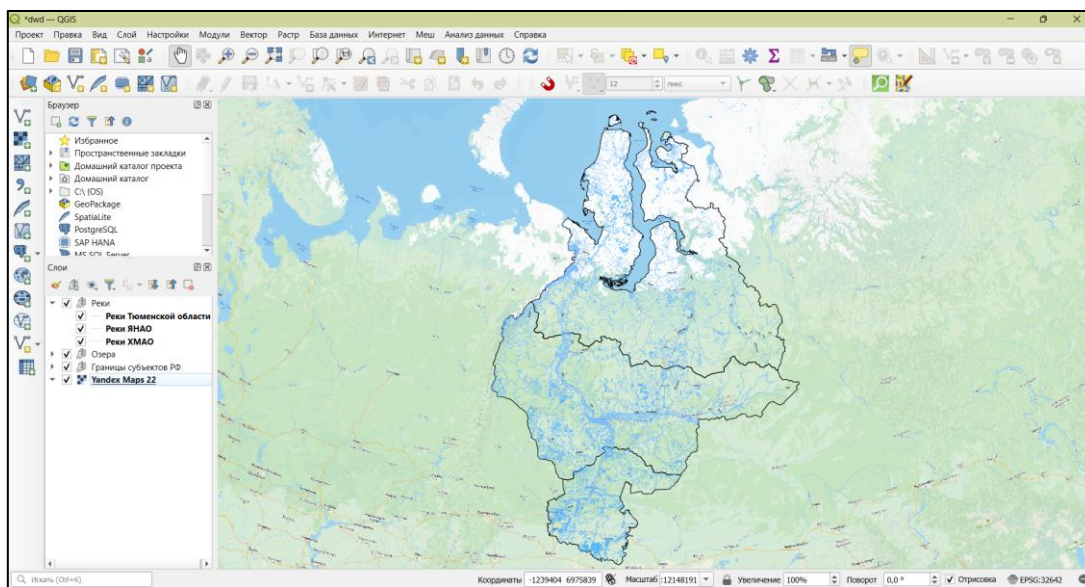 *dwd — QGIS
Проект Правка Вид Слой Настройки Модули Вектор Растр База данных Интернет Меш Анализ данных Справка
12 пикс
Браузер
Избранное
Пространственные закладки
Домашний каталог проекта
Домашний каталог
C:\ (OS)
GeoPackage
SpatiaLite
PostgreSQL
SAP HANA
MS SQL Server
Слои
Реки
Реки Тюменской области
Реки ЯНАО
Реки ХМАО
Озера
Границы субъектов РФ
Yandex Maps 22
Искать (Ctrl+K) Координаты -1239404 6975839 Масштаб :12148191 Увеличение 100% Поворот 0,0 ° Отрисовка EPSG:32642